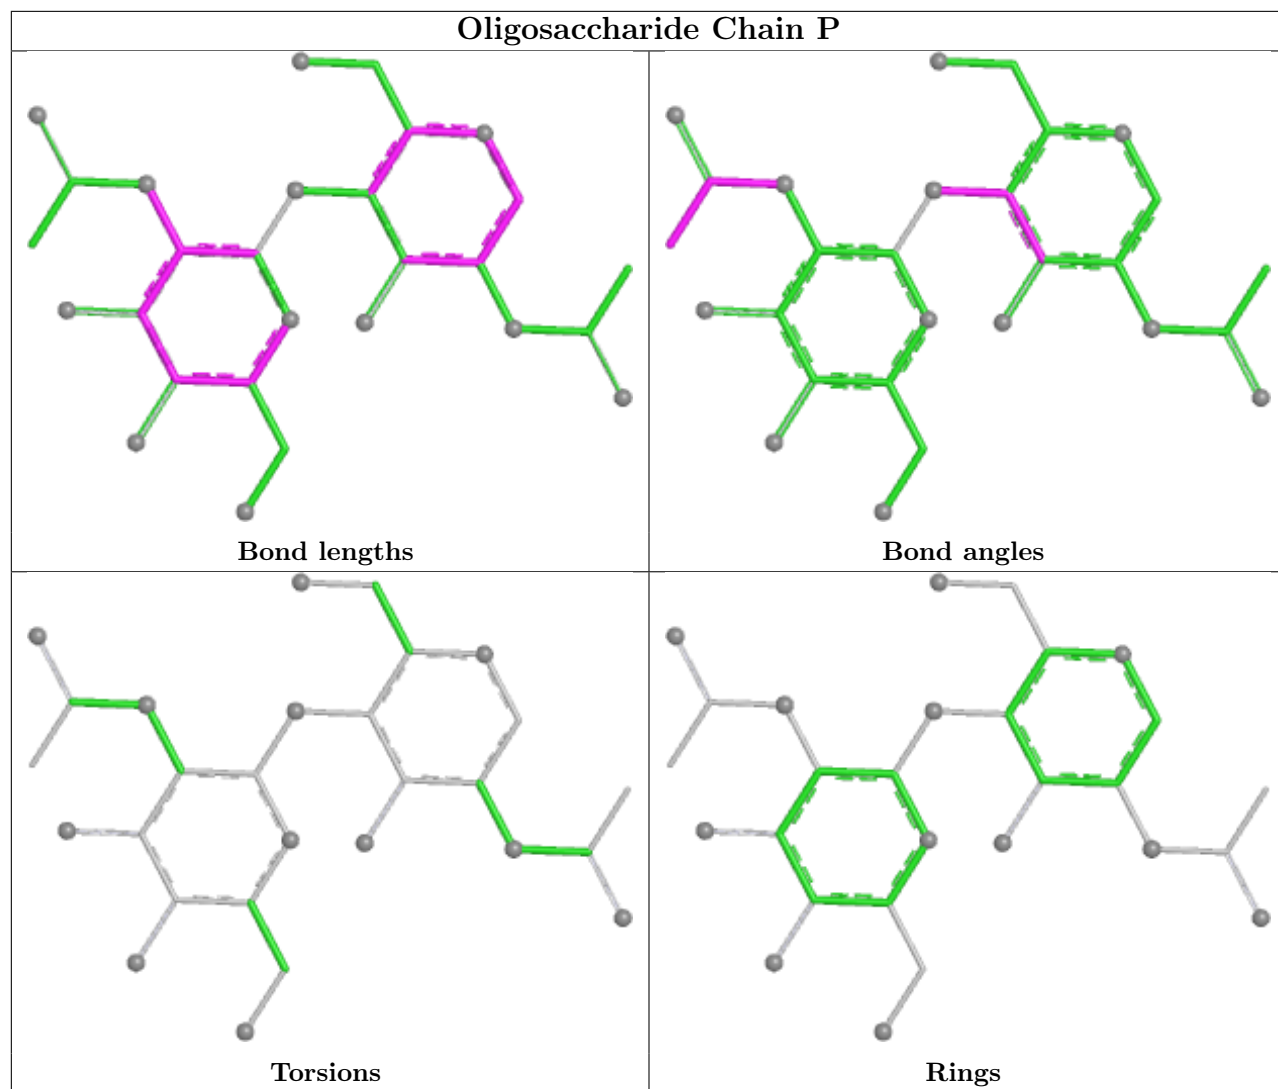 Oligosaccharide Chain P
Bond lengths
Bond angles
Torsions
Rings